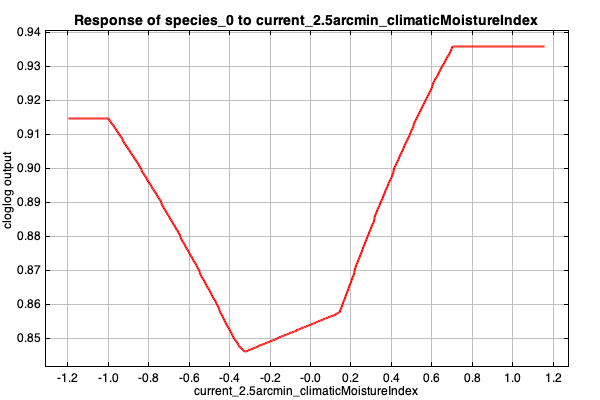 Response of species_0 to current_2.5arcmin_climaticMoistureIndex
0.94
0.93
0.92
0.91
0.90
0.89
0.88
0.87
0.86
0.85
cloglog output
-1.2 -1.0 -0.8 -0.6 -0.4 -0.2 -0.0 0.2 0.4 0.6 0.8 1.0 1.2
current_2.5arcmin_climaticMoistureIndex